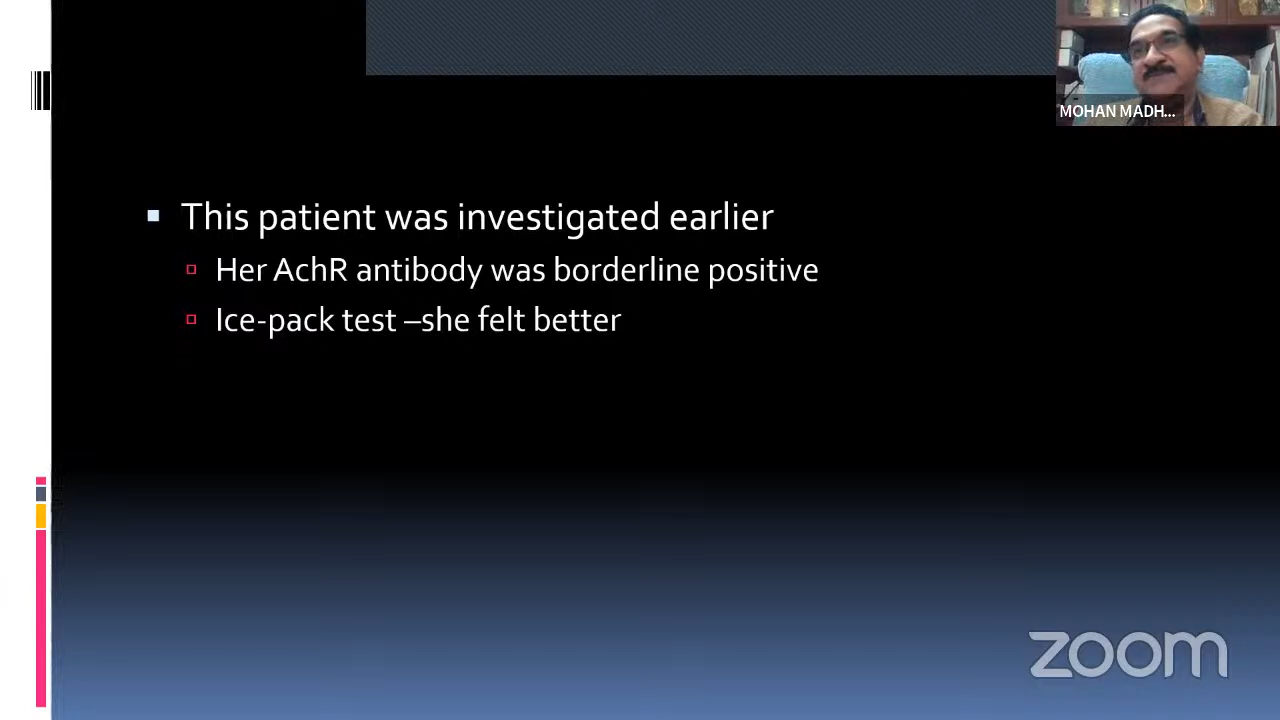 MOHAN MADH...
This patient was investigated earlier
Her AchR antibody was borderline positive
Ice-pack test –she felt better
zoom